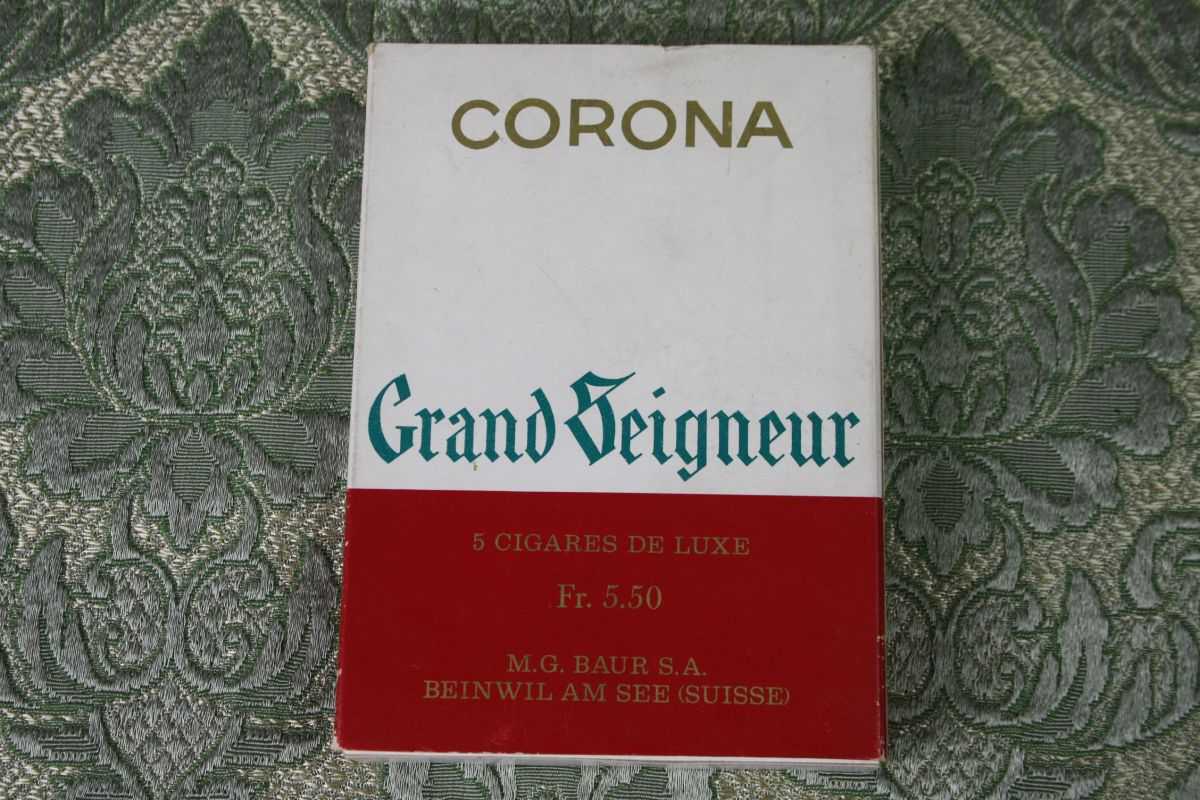 CORONA
Grand Seigneur
5 CIGARES DE LUXE
Fr. 5.50
M.G. BAUR S.A.
BEINWIL AM SEE (SUISSE)